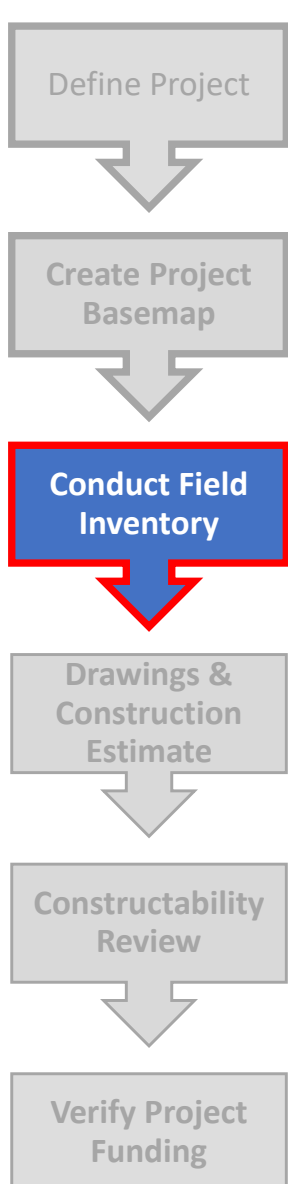 Define Project
Create Project
Basemap
Conduct Field
Inventory
Drawings &
Construction
Estimate
Constructability
Review
Verify Project
Funding